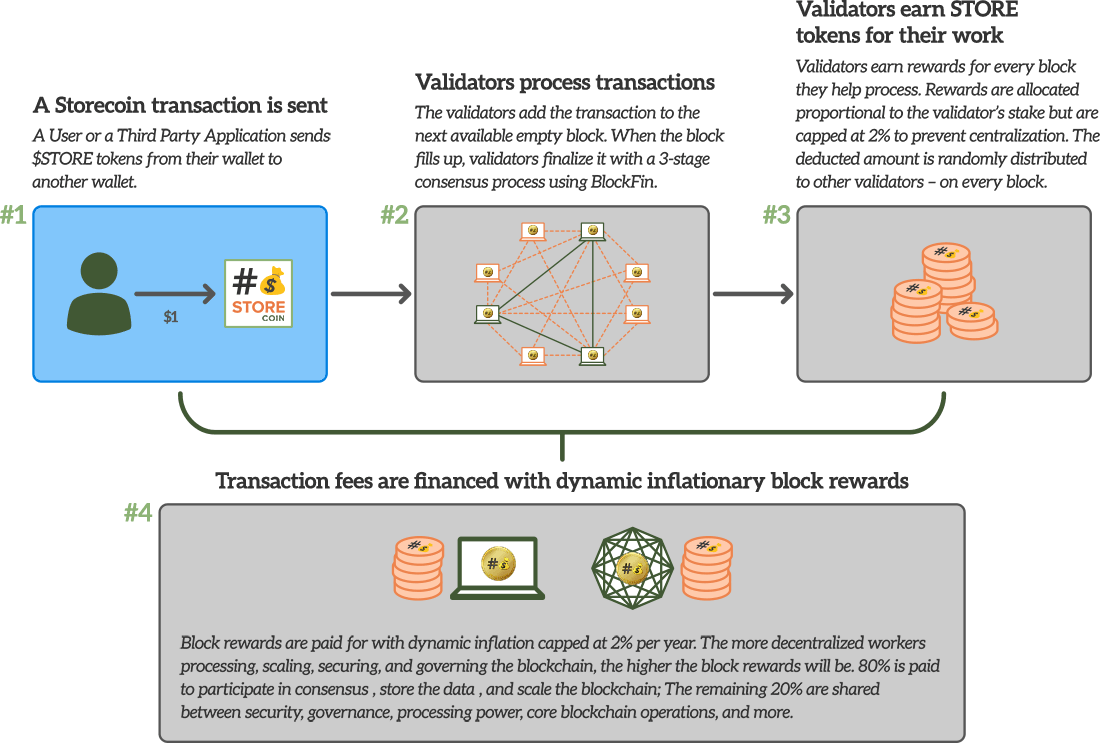 A Storecoin transaction is sent
A User or a Third Party Application sends
$STORE tokens from their wallet to
another wallet.
#1
$1
#
STORE
COIN
Validators process transactions
The validators add the transaction to the
next available empty block. When the block
fills up, validators finalize it with a 3-stage
consensus process using BlockFin.
#2
Validators earn STORE
tokens for their work
Validators earn rewards for every block
they help process. Rewards are allocated
proportional to the validator's stake but are
capped at 2% to prevent centralization. The
deducted amount is randomly distributed
to other validators – on every block.
#3
Transaction fees are financed with dynamic inflationary block rewards
#4
Block rewards are paid for with dynamic inflation capped at 2% per year. The more decentralized workers
processing, scaling, securing, and governing the blockchain, the higher the block rewards will be. 80% is paid
to participate in consensus , store the data , and scale the blockchain; The remaining 20% are shared
between security, governance, processing power, core blockchain operations, and more.